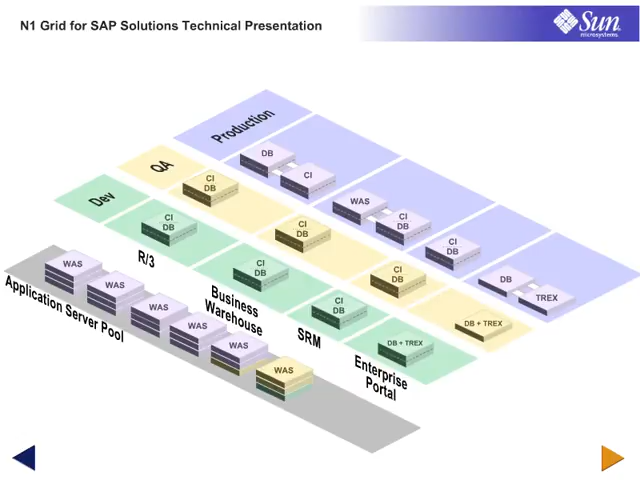 N1 Grid for SAP Solutions Technical Presentation
Sun
microsystems
Production
QA
Dev
DB
CI
WAS
CI
DB
CI
DB
DB
TREX
CI
DB
CI
DB
CI
DB
DB + TREX
CI
DB
CI
DB
CI
DB
DB + TREX
R/3
Business
Warehouse
SRM
Enterprise
Portal
WAS
WAS
WAS
WAS
WAS
WAS
Application Server Pool